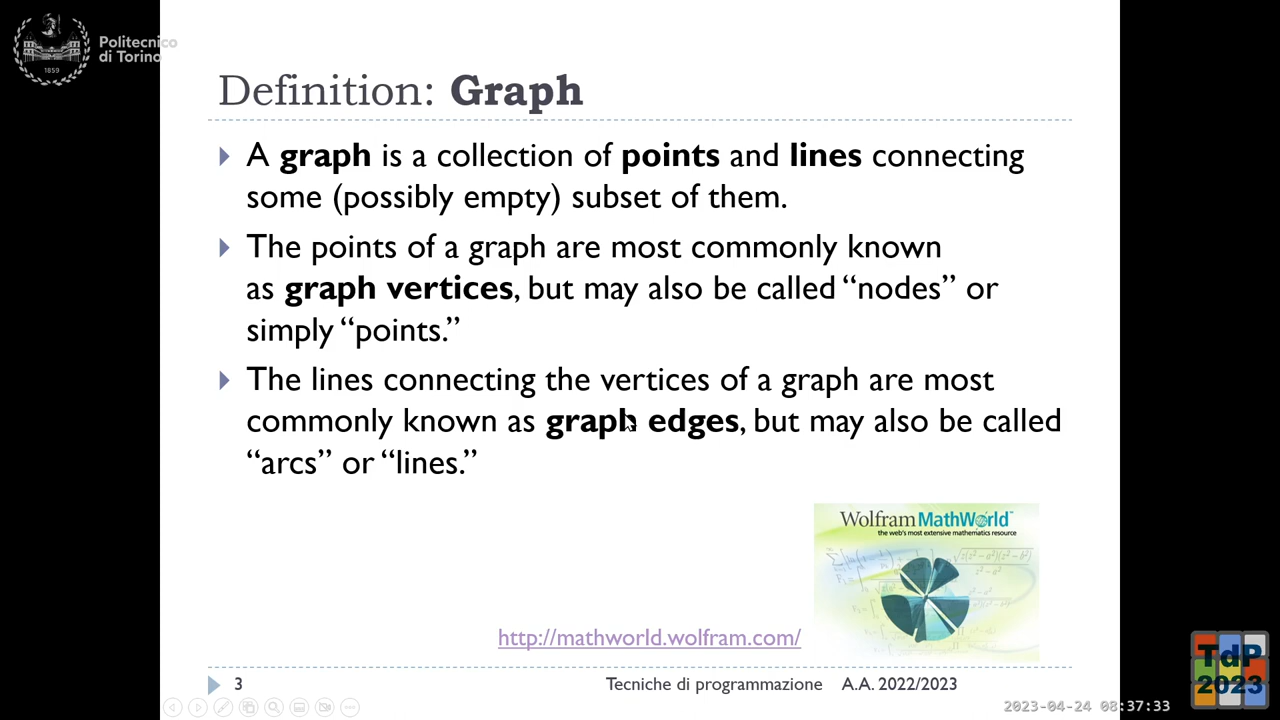 Politecnico
di Torino
1859
Definition: Graph
A graph is a collection of points and lines connecting
some (possibly empty) subset of them.
The points of a graph are most commonly known
as graph vertices, but may also be called “nodes” or
simply “points.”
The lines connecting the vertices of a graph are most
commonly known as graph edges, but may also be called
“arcs” or “lines.”
Wolfram MathWorld™
the web's most extensive mathematics resource
http://mathworld.wolfram.com/
3
Tecniche di programmazione A.A. 2022/2023
TdP
2023
2023-04-24 08:37:33